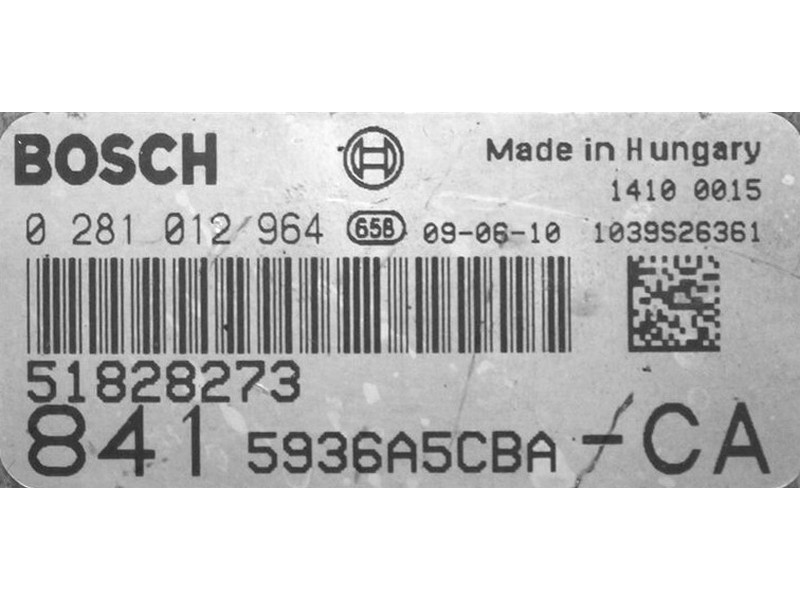 BOSCH Made in Hungary
1410 0015
0 281 012 964 658 09-06-10 1039S26361
51828273
841 5936A5CBA -CA